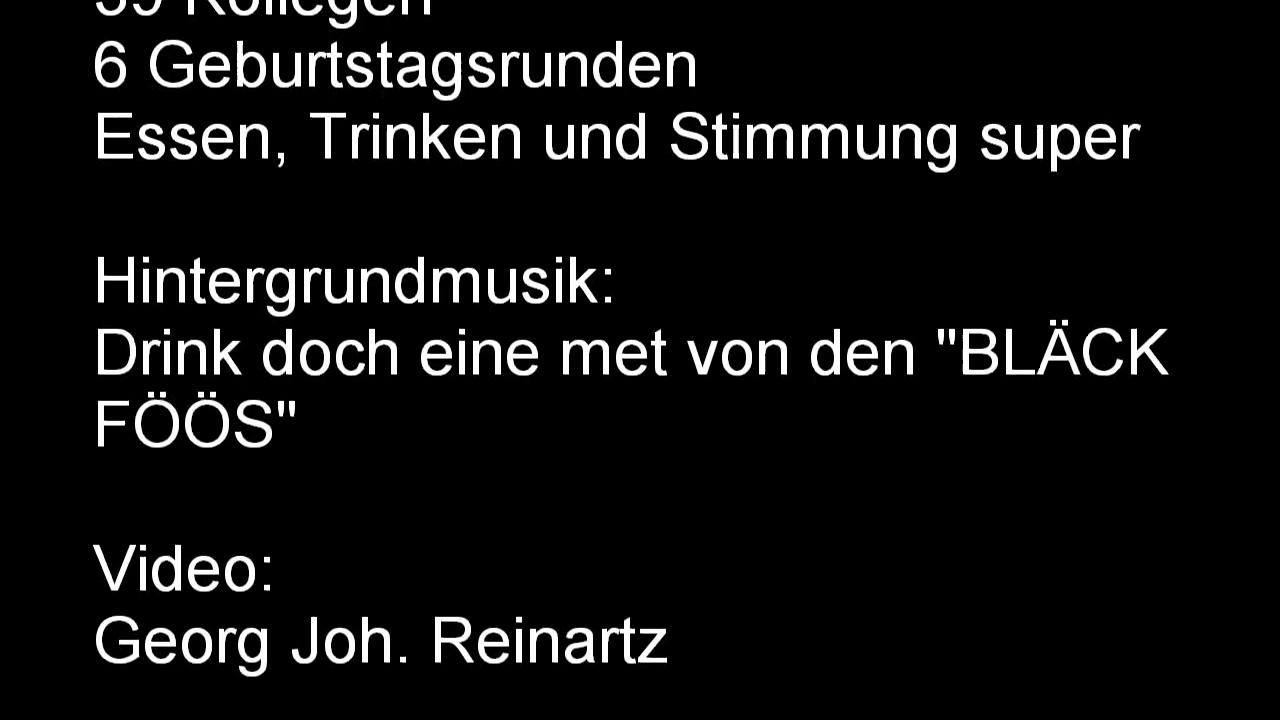 Kollegen
6 Geburtstagsrunden
Essen, Trinken und Stimmung super
Hintergrundmusik:
Drink doch eine met von den "BLÄCK
FÖÖS"
Video:
Georg Joh. Reinartz